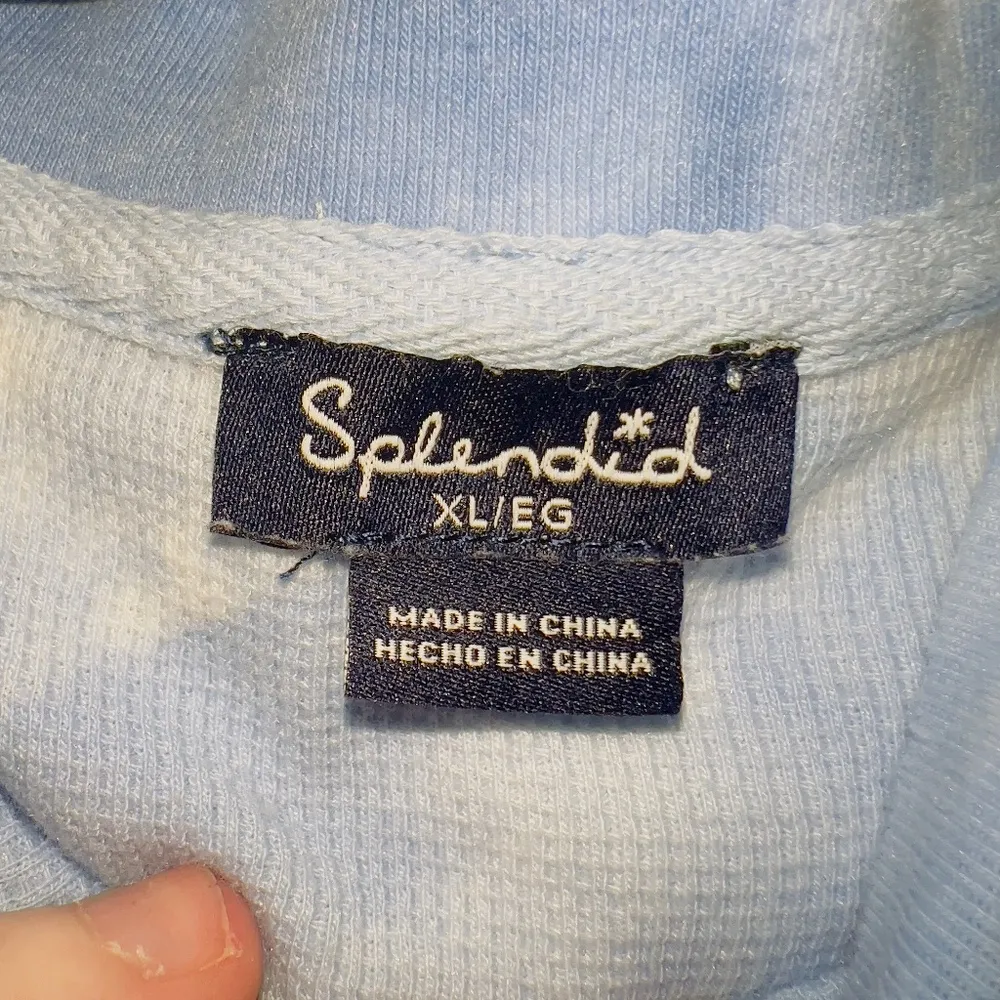 Splendid
XL/EG
MADE IN CHINA
HECHO EN CHINA